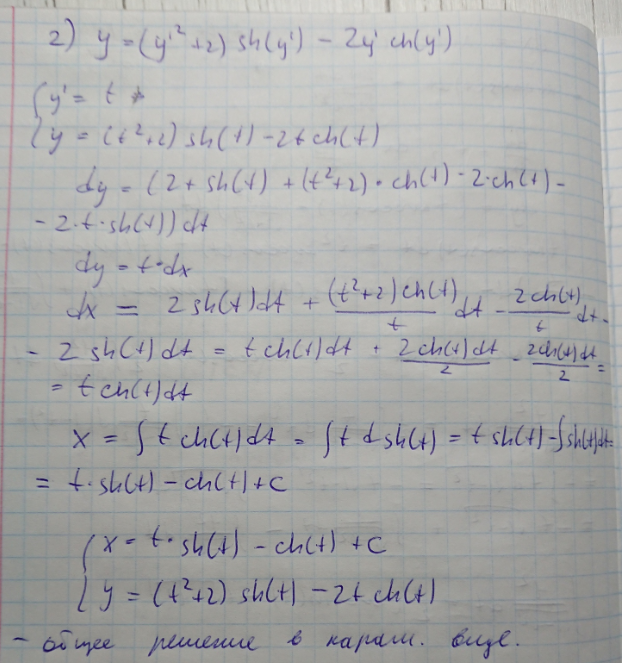 2) y = (y'² + 2) sh(y') - 2y' ch(y')
{ y' = t
{ y = (t² + 2) sh(t) - 2t ch(t)
dy = (2t sh(t) + (t² + 2) · ch(t) - 2 · ch(t) -
- 2 · t · sh(t)) dt
dy = t · dx
dx = 2 sh(t) dt + (t² + 2) ch(t)/t dt - 2 ch(t)/t dt -
- 2 sh(t) dt = t ch(t) dt + 2 ch(t) dt/2 - 2 ch(t) dt/2 =
= t ch(t) dt
x = ∫ t ch(t) dt = ∫ t d sh(t) = t sh(t) - ∫ sh(t) dt =
= t · sh(t) - ch(t) + C
{ x = t · sh(t) - ch(t) + C
{ y = (t² + 2) sh(t) - 2t ch(t)
- общее решение в парам. виде.